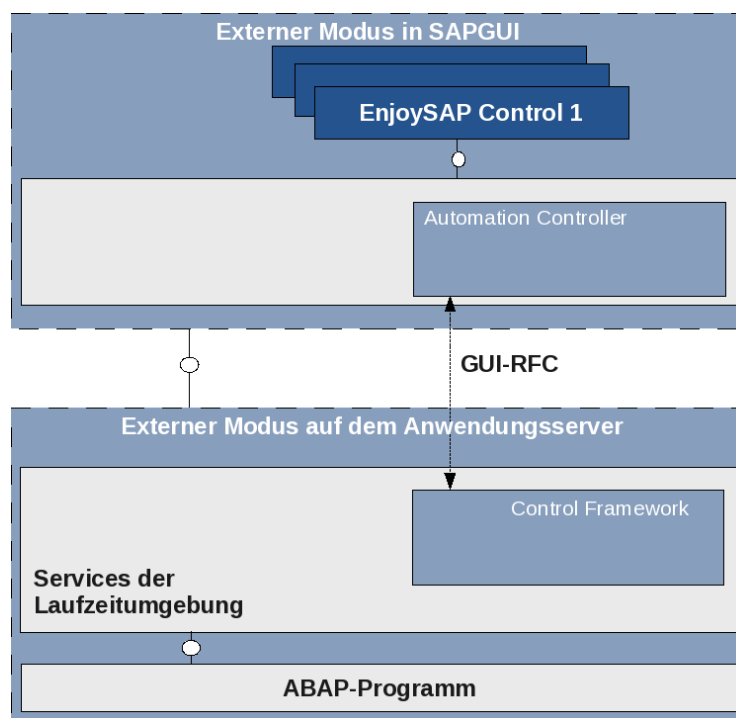 Externer Modus in SAPGUI
EnjoySAP Control 1
Automation Controller
GUI-RFC
Externer Modus auf dem Anwendungsserver
Control Framework
Services der
Laufzeitumgebung
ABAP-Programm